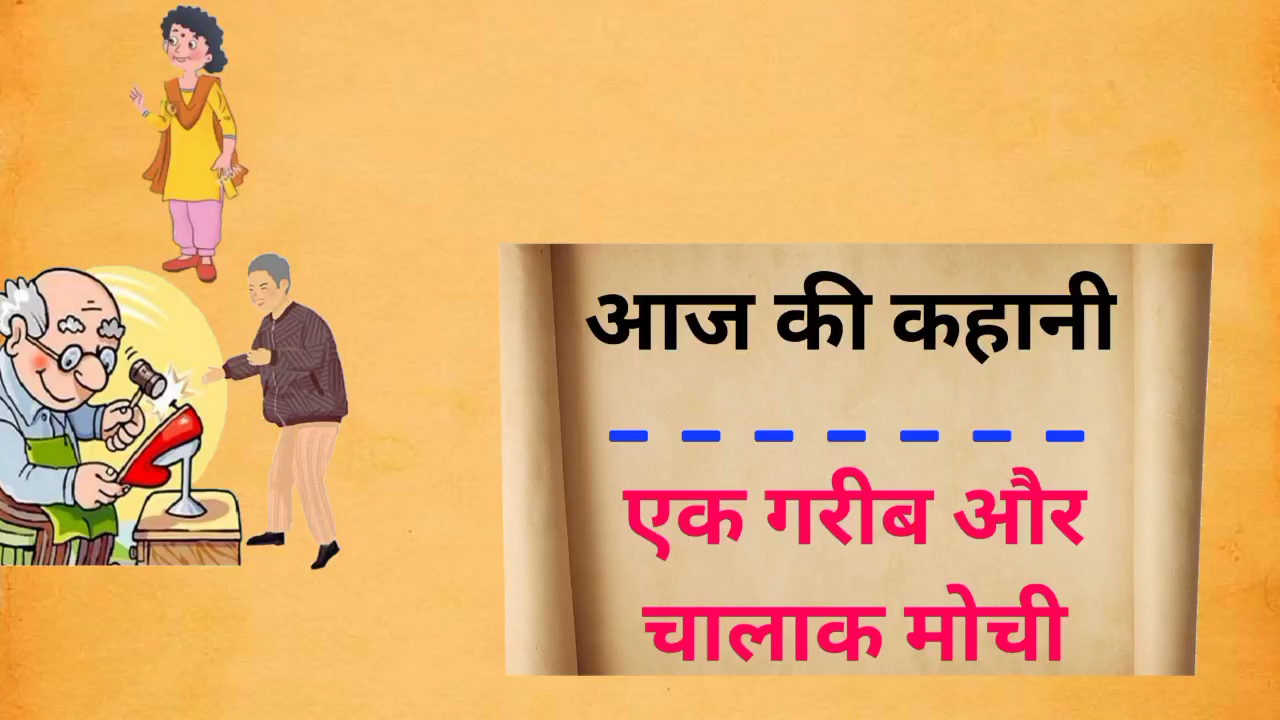 आज की कहानी
- - - - - - -
एक गरीब और
चालाक मोची